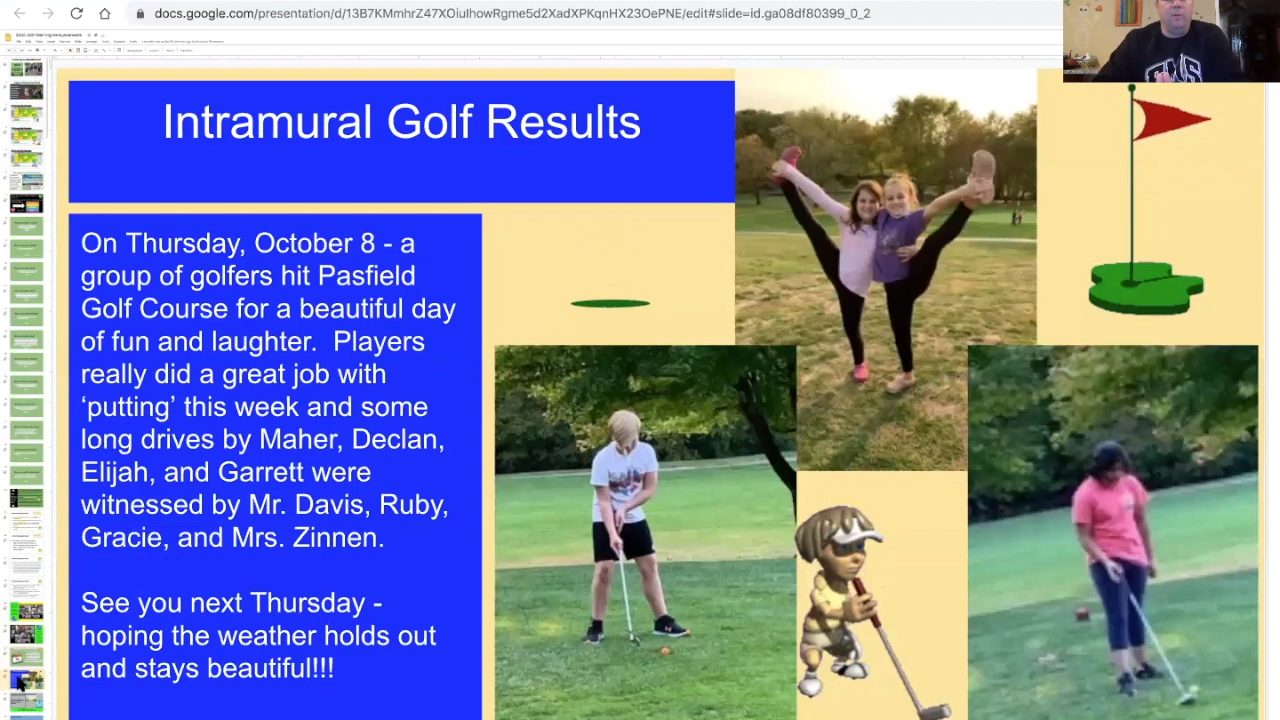 docs.google.com/presentation/d/13B7KMmhrZ47XOiulhowRgme5d2XadXPKqnHX23OePNE/edit#slide=id.ga08df80399_0_2
Intramural Golf Results
On Thursday, October 8 - a
group of golfers hit Pasfield
Golf Course for a beautiful day
of fun and laughter.  Players
really did a great job with
‘putting’ this week and some
long drives by Maher, Declan,
Elijah, and Garrett were
witnessed by Mr. Davis, Ruby,
Gracie, and Mrs. Zinnen.
See you next Thursday -
hoping the weather holds out
and stays beautiful!!!